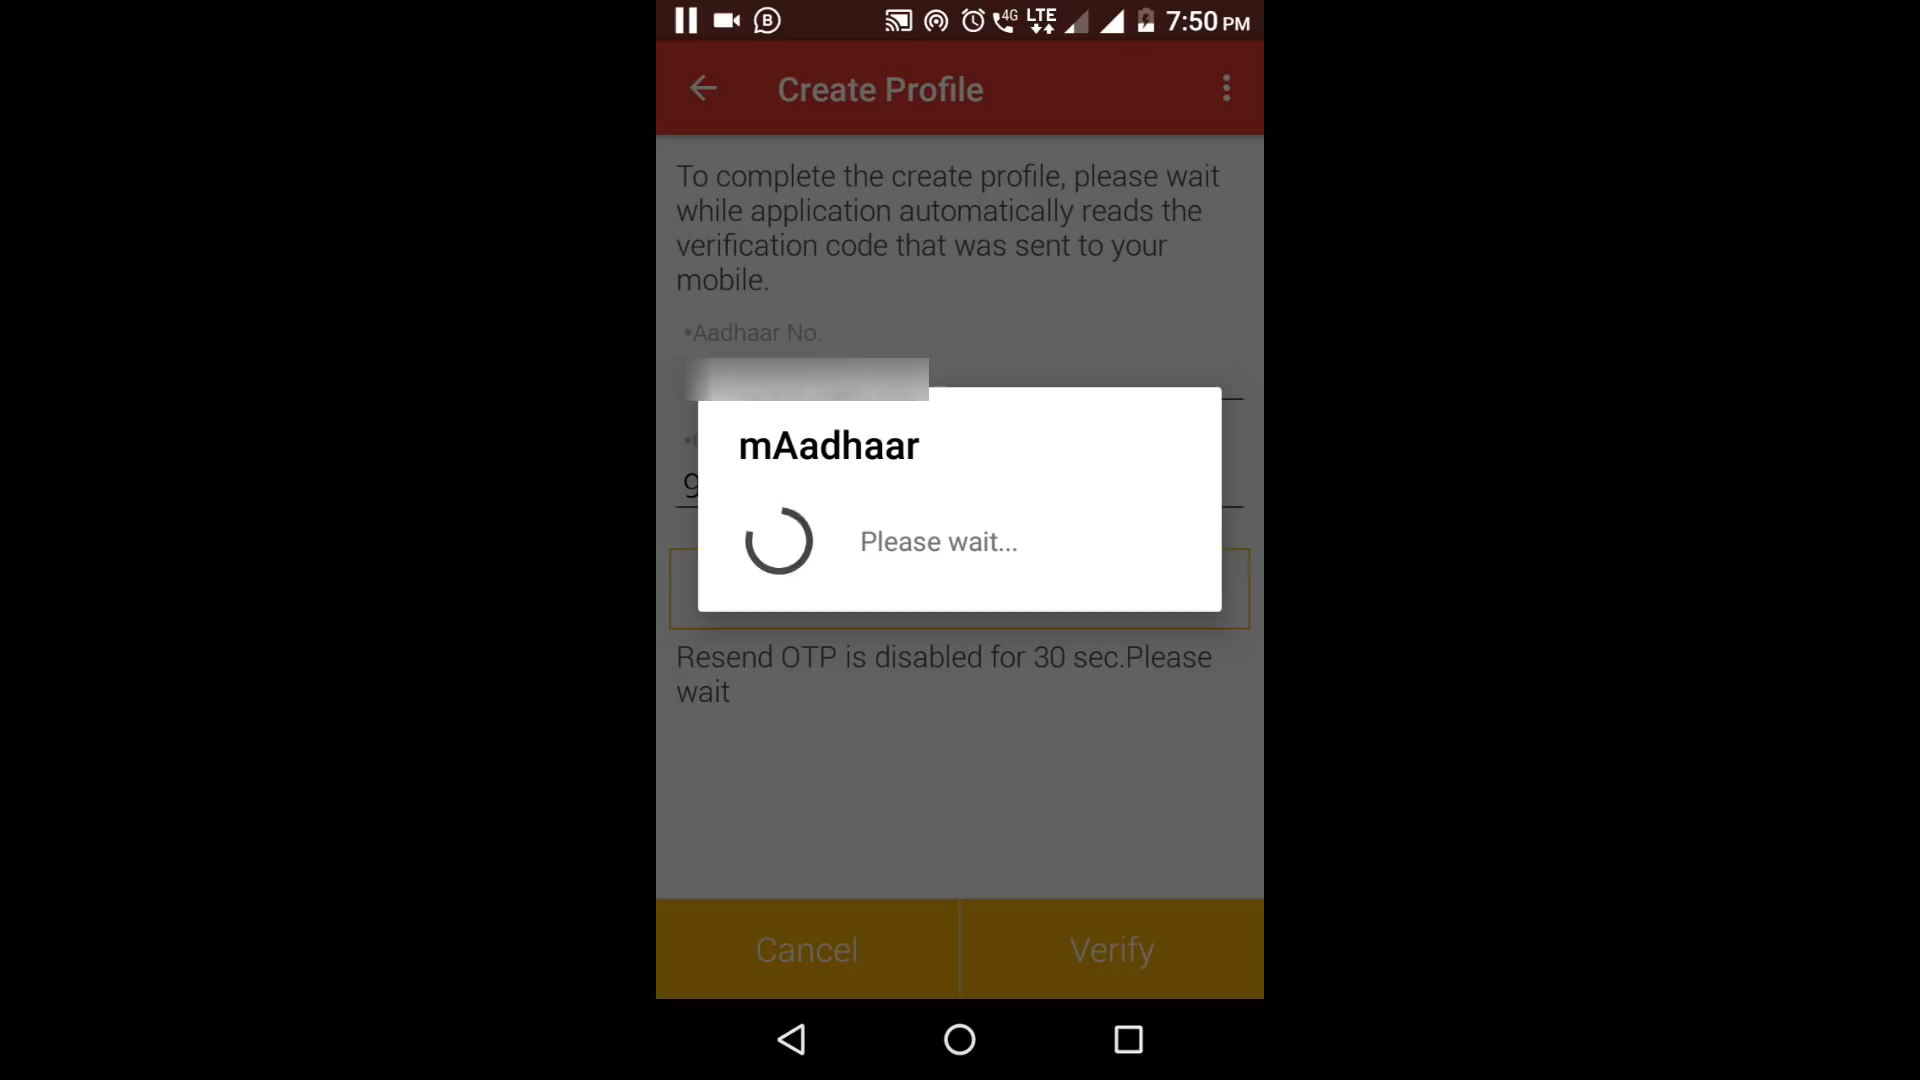 4G LTE 7:50 PM
Create Profile
To complete the create profile, please wait
while application automatically reads the
verification code that was sent to your
mobile.
*Aadhaar No.
mAadhaar
Please wait...
Resend OTP is disabled for 30 sec.Please
wait
Cancel Verify